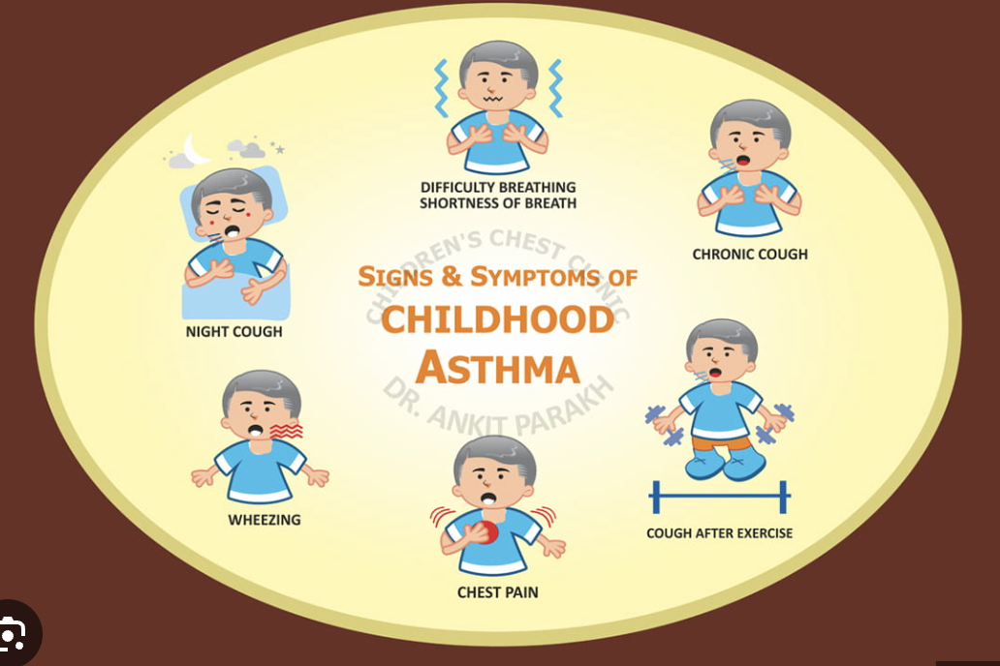 DIFFICULTY BREATHING
SHORTNESS OF BREATH
CHRONIC COUGH
NIGHT COUGH
CHILDREN'S CHEST CLINIC
SIGNS & SYMPTOMS OF
CHILDHOOD
ASTHMA
DR. ANKIT PARAKH
WHEEZING
COUGH AFTER EXERCISE
CHEST PAIN